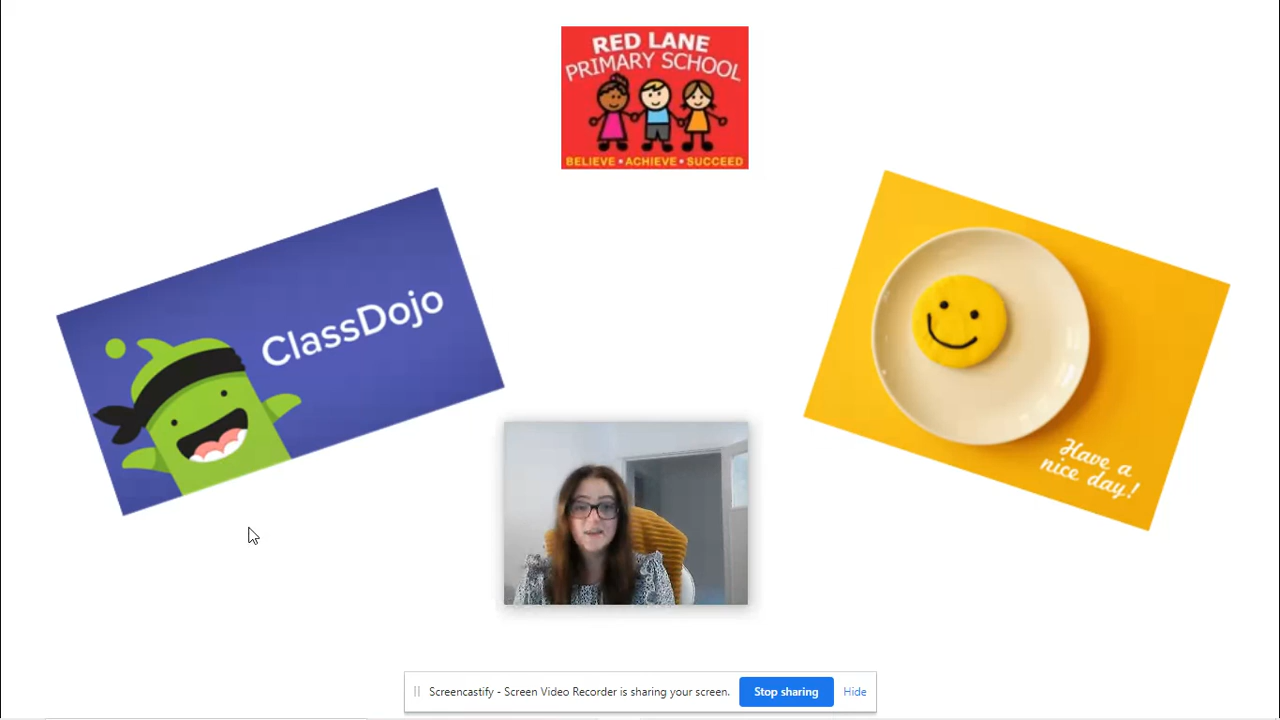 RED LANE
PRIMARY SCHOOL
BELIEVE • ACHIEVE • SUCCEED
ClassDojo
Have a
nice day!
Screencastify - Screen Video Recorder is sharing your screen.
Stop sharing
Hide